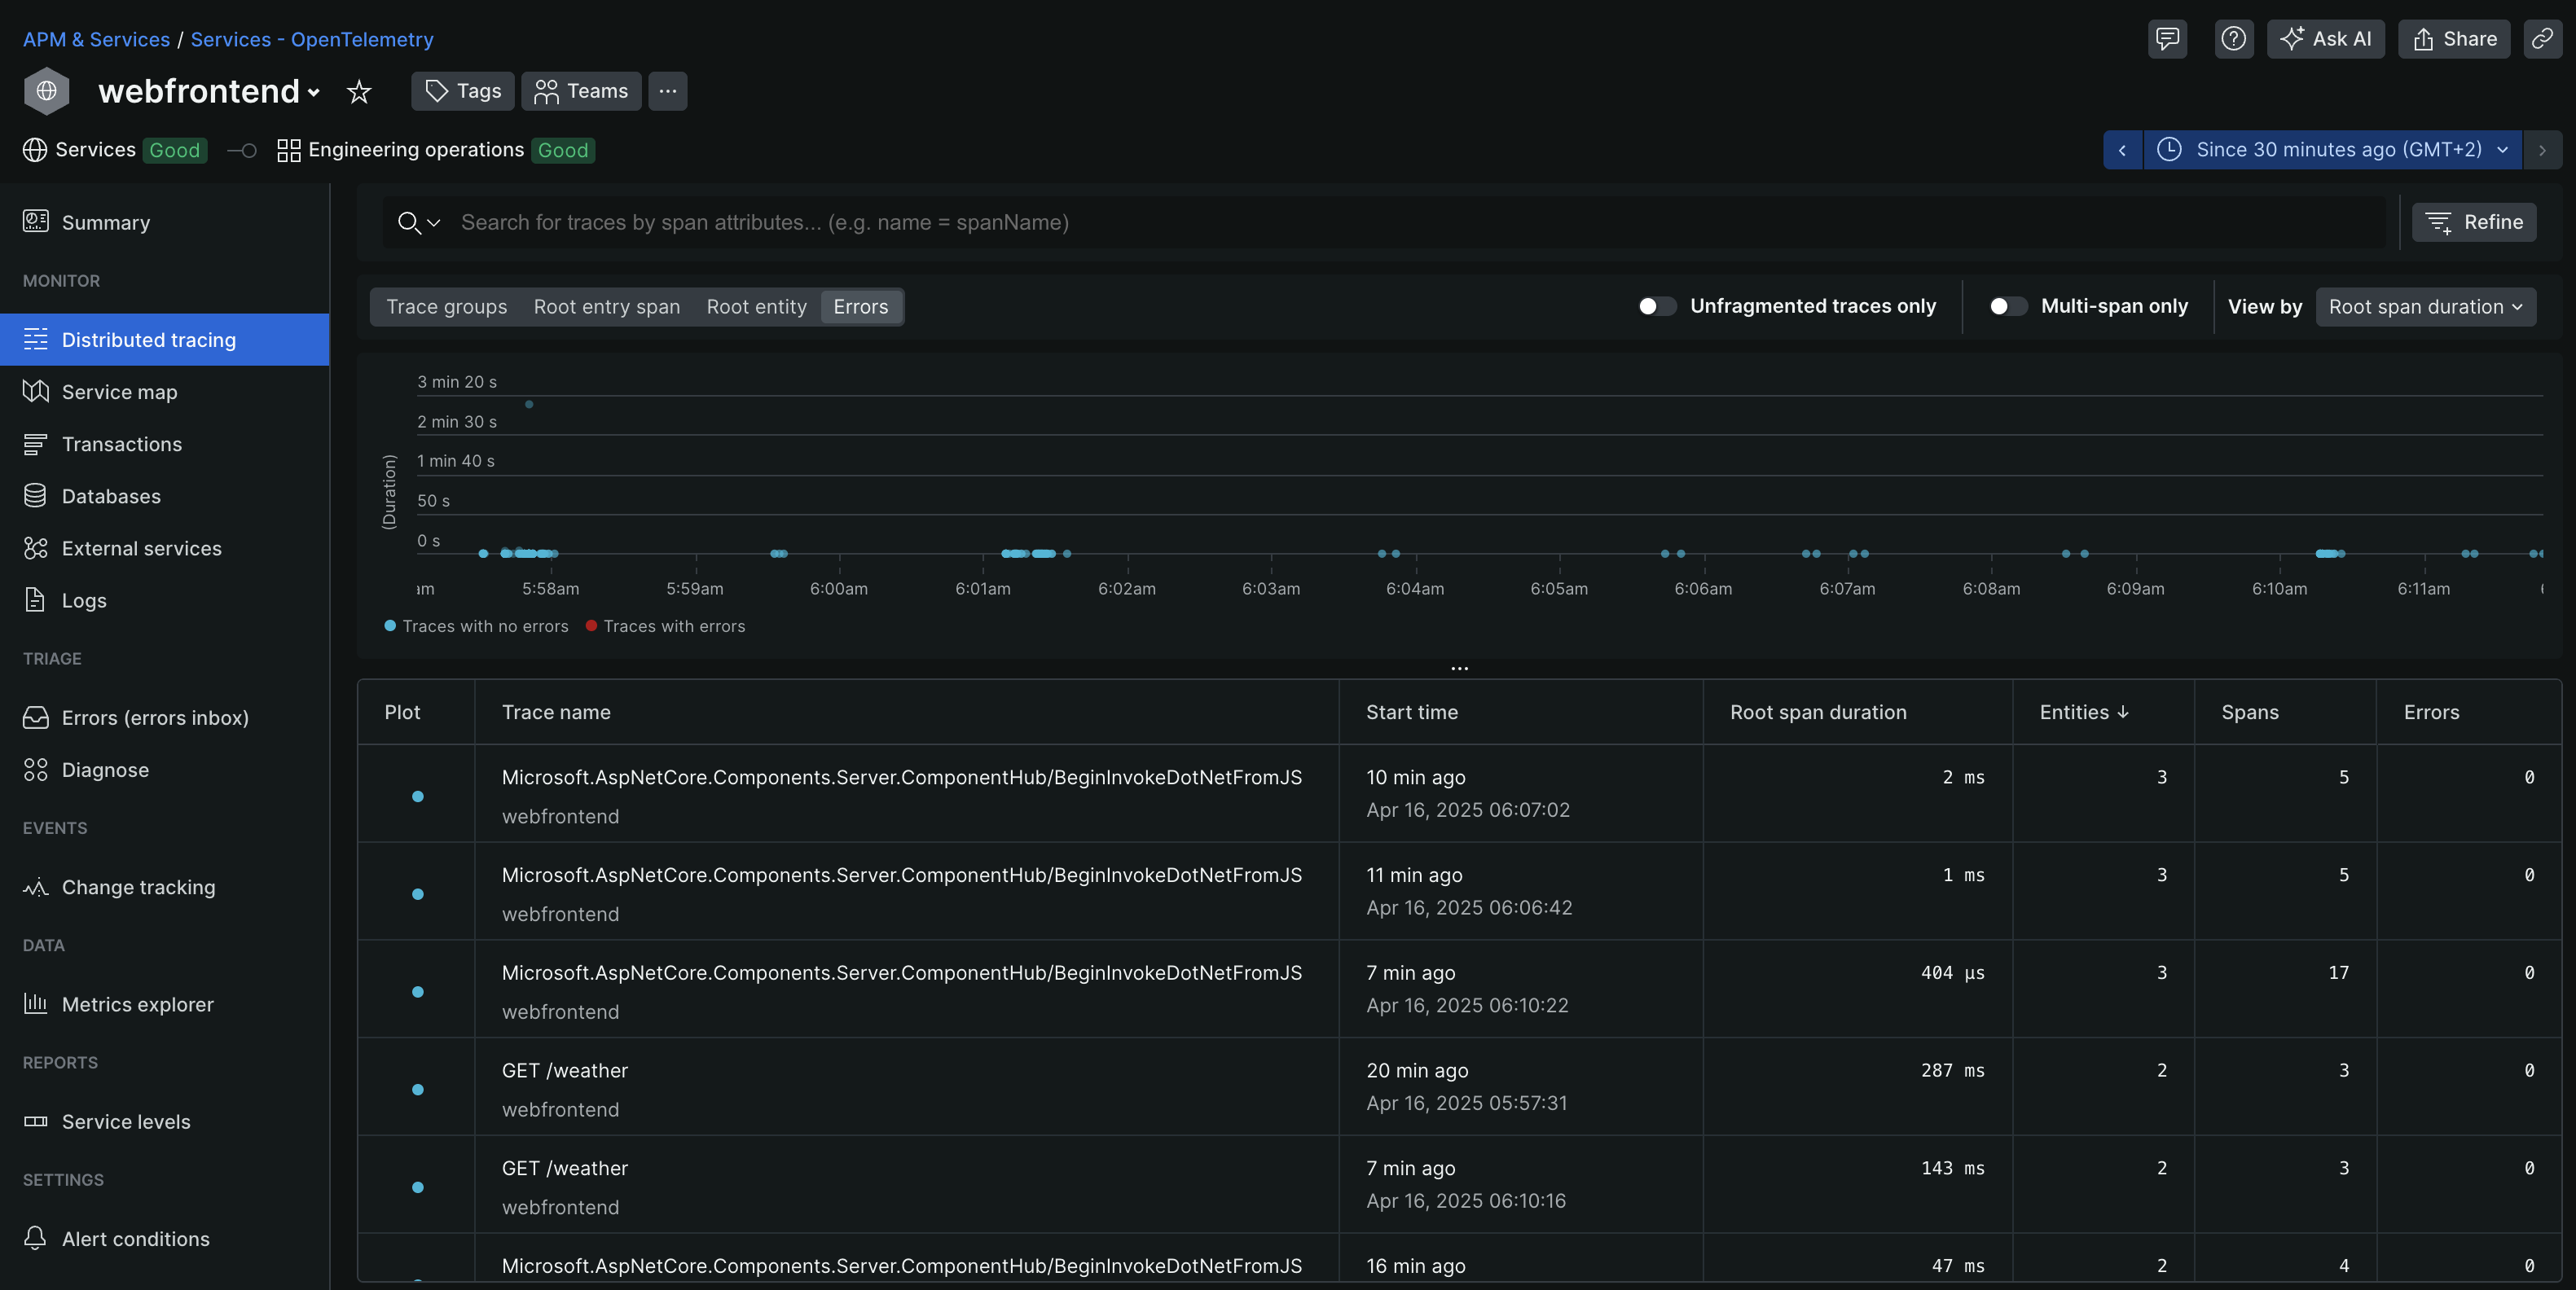 APM & Services / Services - OpenTelemetry
Ask AI
Share
webfrontend
Tags
Teams
Services Good
Engineering operations Good
Since 30 minutes ago (GMT+2)
Summary
MONITOR
Distributed tracing
Service map
Transactions
Databases
External services
Logs
TRIAGE
Errors (errors inbox)
Diagnose
EVENTS
Change tracking
DATA
Metrics explorer
REPORTS
Service levels
SETTINGS
Alert conditions
Search for traces by span attributes... (e.g. name = spanName)
Refine
Trace groups Root entry span Root entity Errors
Unfragmented traces only
Multi-span only
View by Root span duration
(Duration)
3 min 20 s
2 min 30 s
1 min 40 s
50 s
0 s
am 5:58am 5:59am 6:00am 6:01am 6:02am 6:03am 6:04am 6:05am 6:06am 6:07am 6:08am 6:09am 6:10am 6:11am
Traces with no errors Traces with errors
...
Plot Trace name Start time Root span duration Entities ↓ Spans Errors
Microsoft.AspNetCore.Components.Server.ComponentHub/BeginInvokeDotNetFromJS 10 min ago 2 ms 3 5 0
webfrontend Apr 16, 2025 06:07:02
Microsoft.AspNetCore.Components.Server.ComponentHub/BeginInvokeDotNetFromJS 11 min ago 1 ms 3 5 0
webfrontend Apr 16, 2025 06:06:42
Microsoft.AspNetCore.Components.Server.ComponentHub/BeginInvokeDotNetFromJS 7 min ago 404 µs 3 17 0
webfrontend Apr 16, 2025 06:10:22
GET /weather 20 min ago 287 ms 2 3 0
webfrontend Apr 16, 2025 05:57:31
GET /weather 7 min ago 143 ms 2 3 0
webfrontend Apr 16, 2025 06:10:16
Microsoft.AspNetCore.Components.Server.ComponentHub/BeginInvokeDotNetFromJS 16 min ago 47 ms 2 4 0